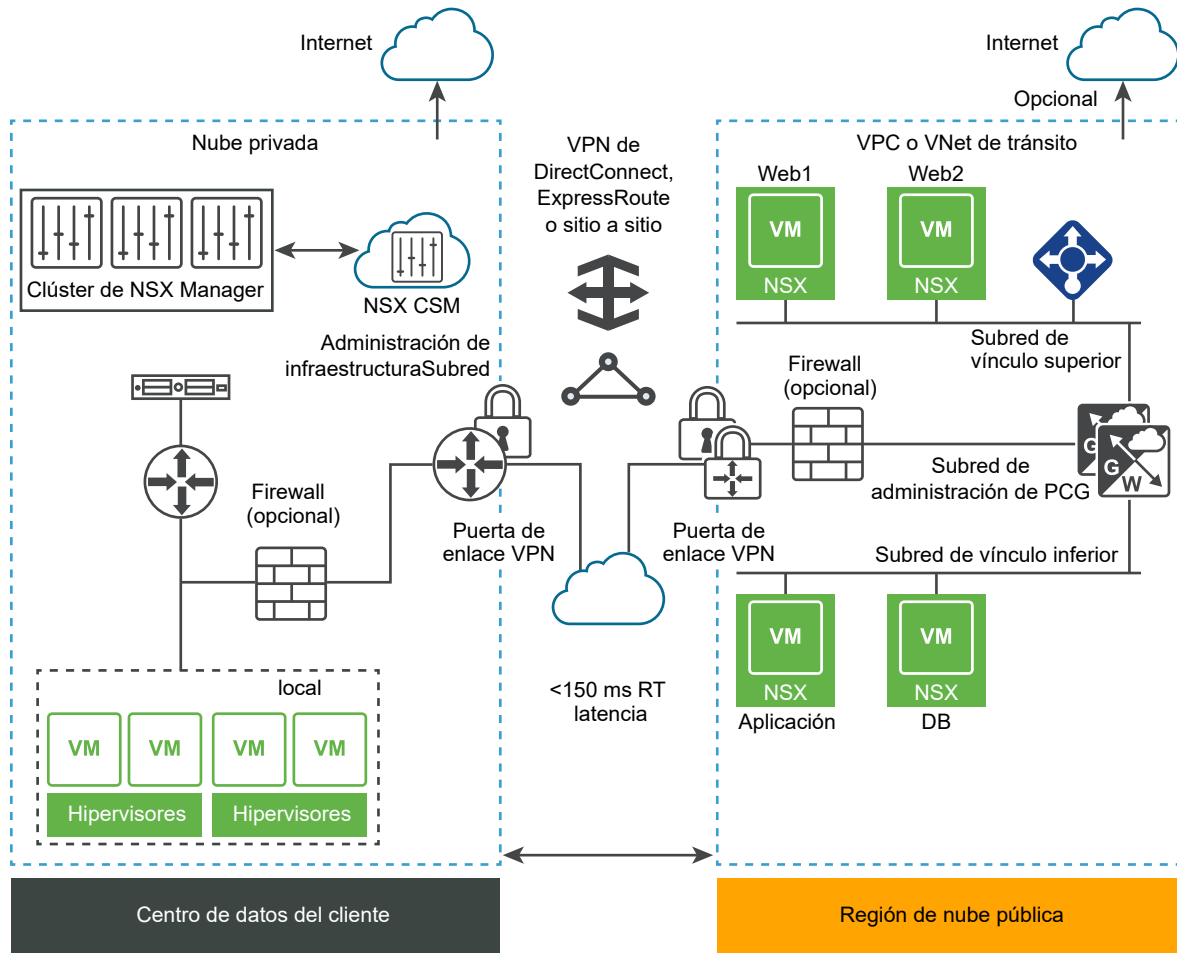 Internet
Internet
Opcional
Nube privada
VPN de
DirectConnect,
ExpressRoute
o sitio a sitio
VPC o VNet de tránsito
Web1
Web2
VM
NSX
VM
NSX
Clúster de NSX Manager
NSX CSM
Administración de
infraestructuraSubred
Subred de
vínculo superior
Firewall
(opcional)
G
G
W
Subred de
administración de PCG
Firewall
(opcional)
Puerta de
enlace VPN
Puerta de
enlace VPN
Subred de vínculo inferior
VM
NSX
Aplicación
VM
NSX
DB
<150 ms RT
latencia
local
VM
VM
VM
VM
Hipervisores
Hipervisores
Centro de datos del cliente
Región de nube pública